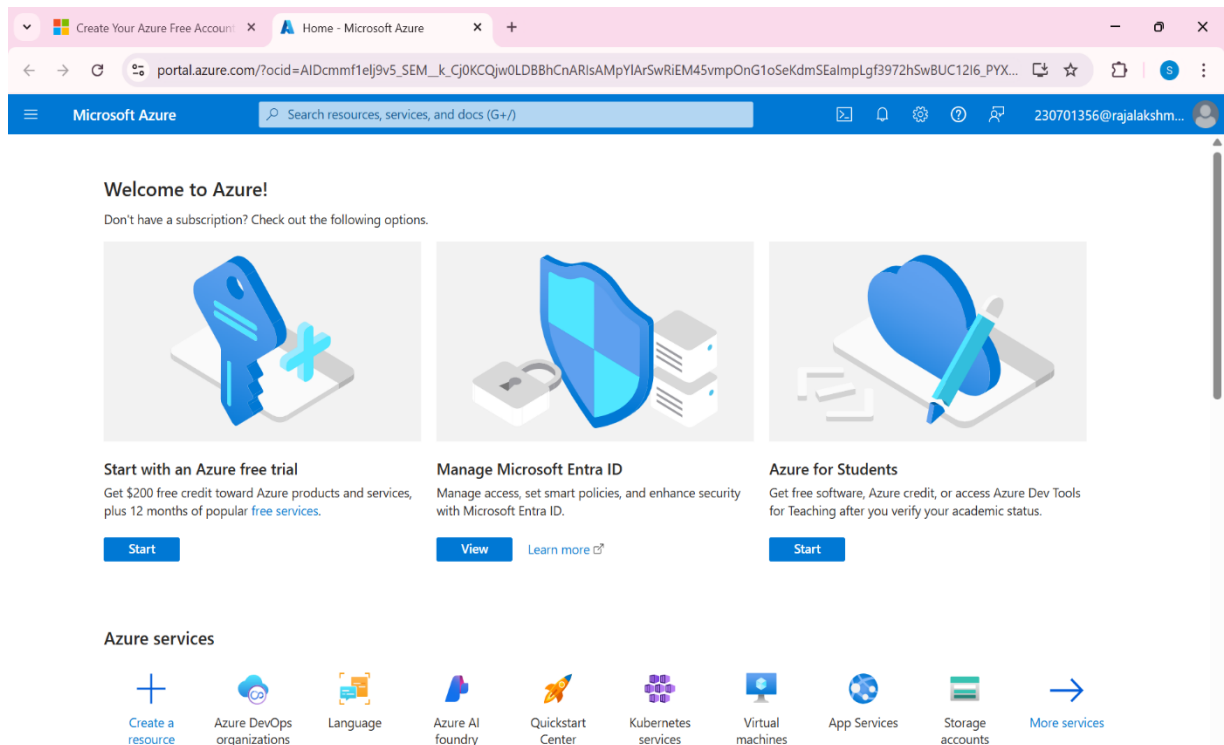 Create Your Azure Free Account
Home - Microsoft Azure
portal.azure.com/?ocid=AIDcmmf1elj9v5_SEM__k_Cj0KCQjw0LDBBhCnARIsAMpYlArSwRiEM45vmpOnG1oSeKdmSEaImpLgf3972hSwBUC12I6_PYX...
S
Microsoft Azure
Search resources, services, and docs (G+/)
230701356@rajalakshm...
Welcome to Azure!
Don't have a subscription? Check out the following options.
Start with an Azure free trial
Get $200 free credit toward Azure products and services,
plus 12 months of popular free services.
Start
Manage Microsoft Entra ID
Manage access, set smart policies, and enhance security
with Microsoft Entra ID.
View
Learn more
Azure for Students
Get free software, Azure credit, or access Azure Dev Tools
for Teaching after you verify your academic status.
Start
Azure services
Create a
resource
Azure DevOps
organizations
Language
Azure AI
foundry
Quickstart
Center
Kubernetes
services
Virtual
machines
App Services
Storage
accounts
More services